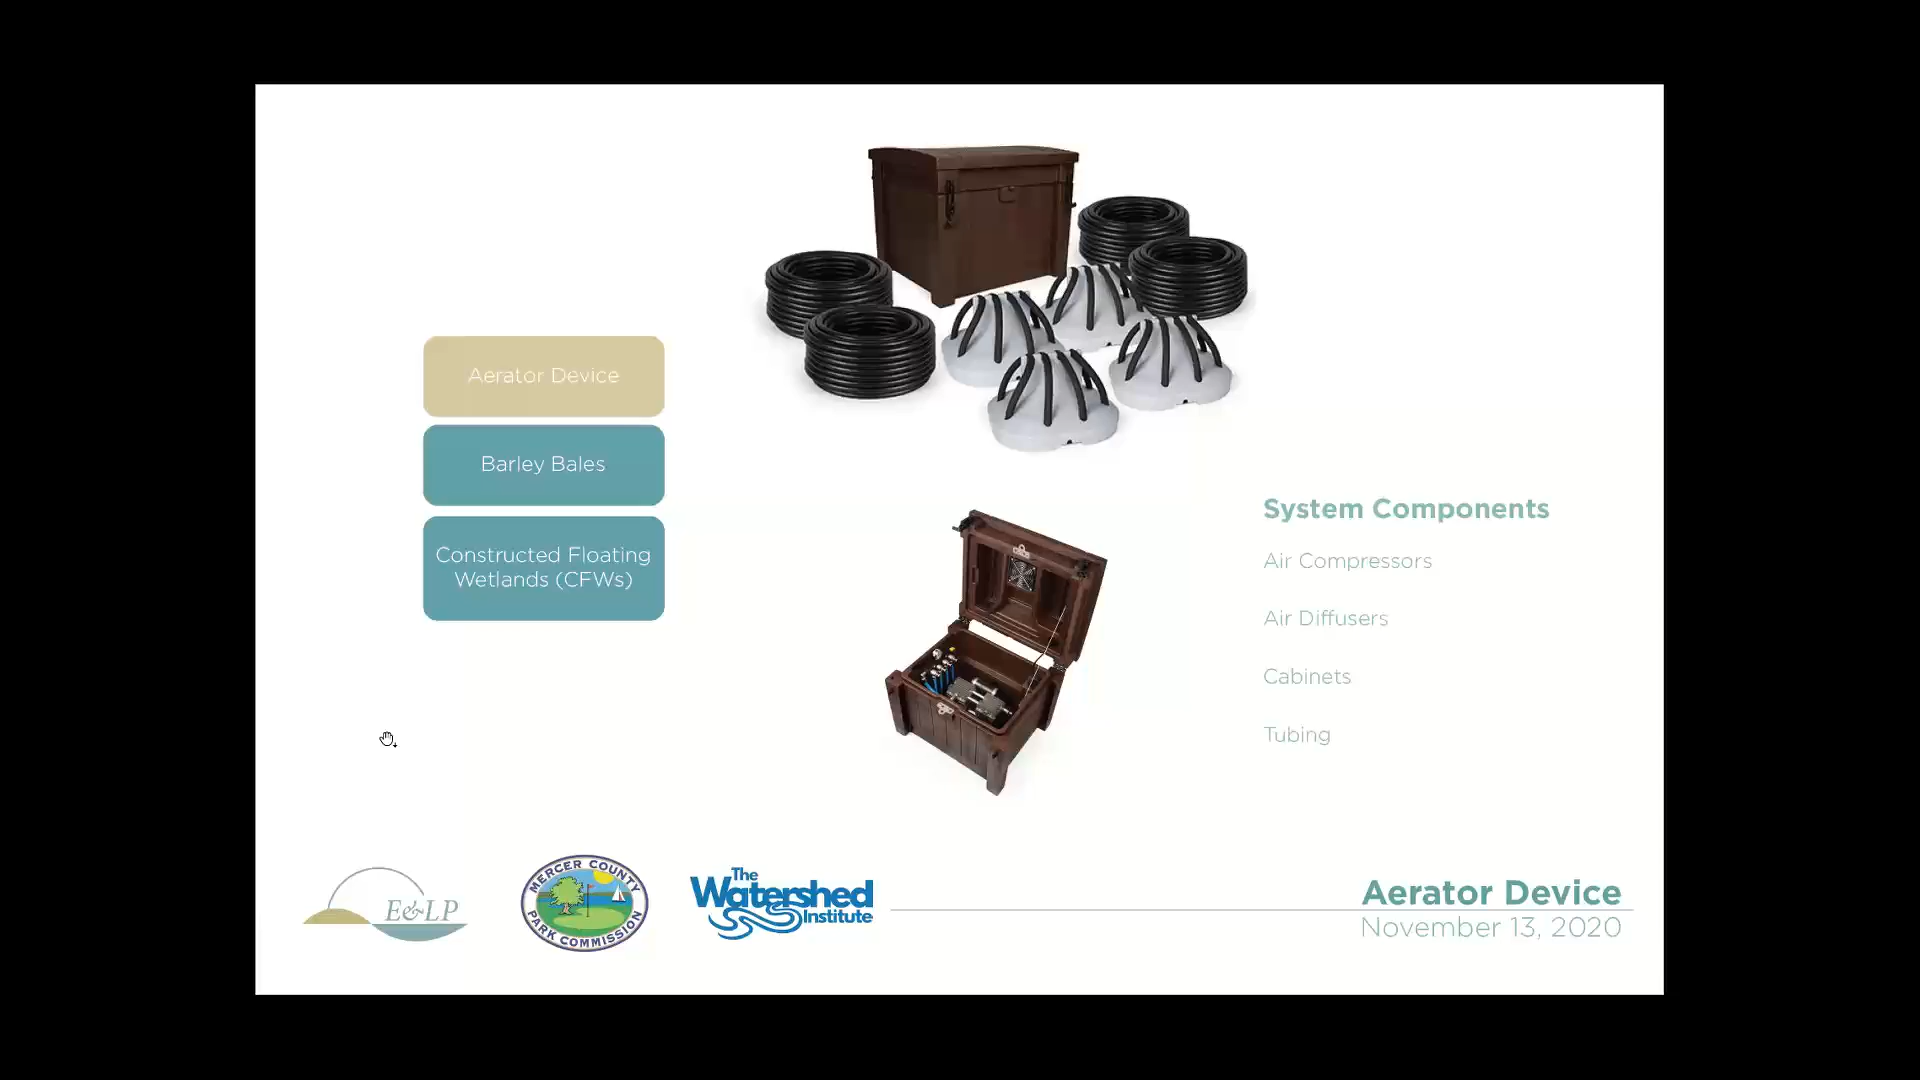 Aerator Device
Barley Bales
Constructed Floating
Wetlands (CFWs)
System Components
Air Compressors
Air Diffusers
Cabinets
Tubing
E&LP
MERCER COUNTY
PARK COMMISSION
The
Watershed
Institute
Aerator Device
November 13, 2020